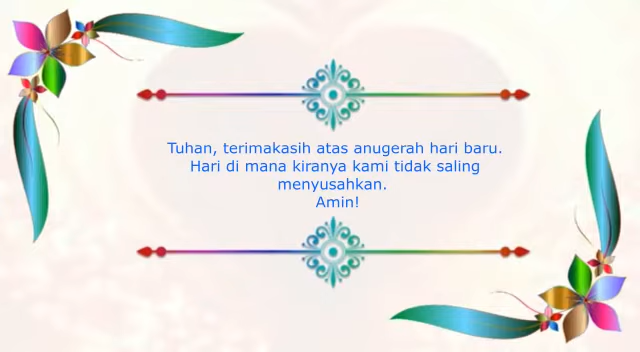 Tuhan, terimakasih atas anugerah hari baru.
Hari di mana kiranya kami tidak saling
menyusahkan.
Amin!